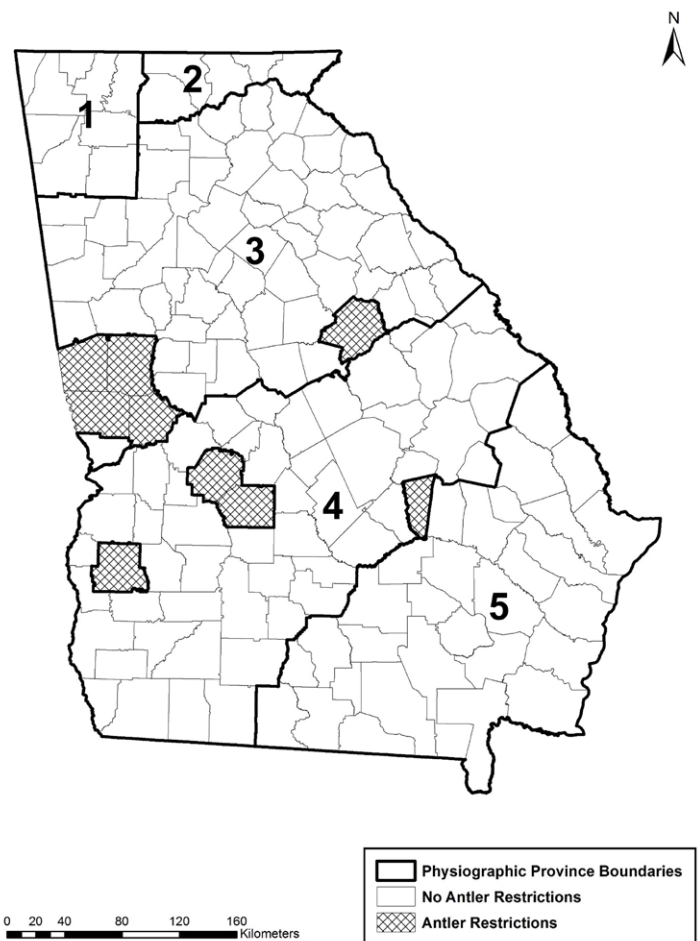 N
1
2
3
4
5
Physiographic Province Boundaries
No Antler Restrictions
Antler Restrictions
0 20 40 80 120 160
Kilometers